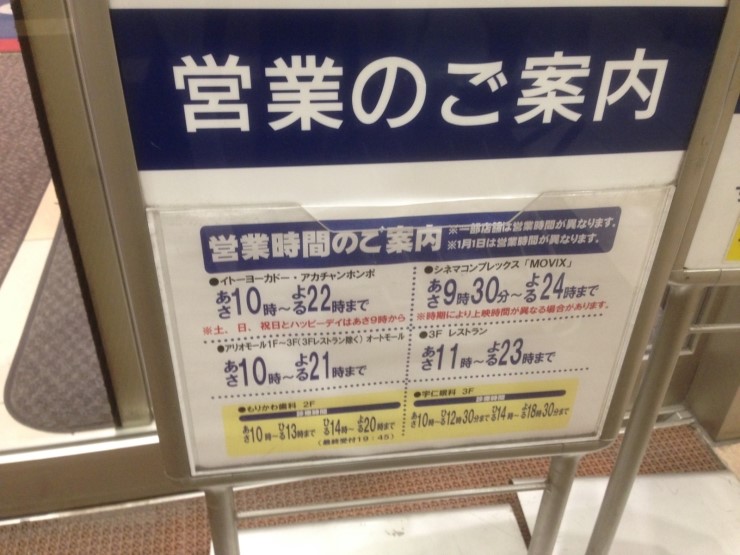 営業のご案内
営業時間のご案内
※一部店舗は営業時間が異なります。
※1月1日は営業時間が異なります。
●イトーヨーカドー・アカチャンホンポ
あさ10時～よる22時まで
※土、日、祝日とハッピーデイはあさ9時から
●シネマコンプレックス「MOVIX」
あさ9時30分～よる24時まで
※時期により上映時間が異なる場合があります。
●アリオモール1F～3F(3Fレストラン除く) オートモール
あさ10時～よる21時まで
●3F レストラン
あさ11時～よる23時まで
●もりかわ歯科 2F
診療時間
あさ10時～ひる13時まで ひる14時～よる20時まで
(最終受付19:45)
●宇仁眼科 3F
診療時間
あさ10時～ひる12時30分まで ひる14時～よる18時30分まで